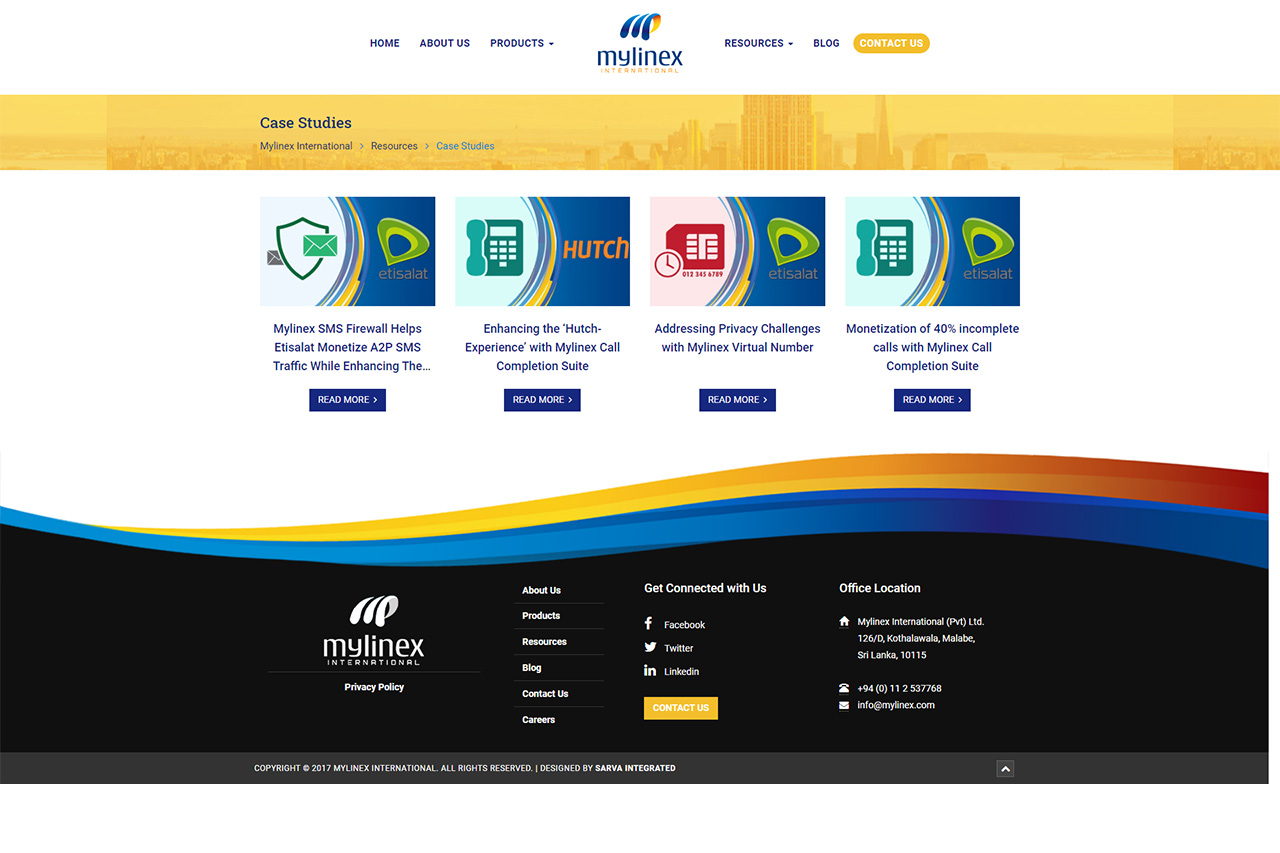 HOME ABOUT US PRODUCTS mylinex INTERNATIONAL RESOURCES BLOG CONTACT US
Case Studies
Mylinex International > Resources > Case Studies
etisalat
HUTCH
012 345 6789
etisalat
etisalat
Mylinex SMS Firewall Helps
Etisalat Monetize A2P SMS
Traffic While Enhancing The...
READ MORE >
Enhancing the ‘Hutch-
Experience’ with Mylinex Call
Completion Suite
READ MORE >
Addressing Privacy Challenges
with Mylinex Virtual Number
READ MORE >
Monetization of 40% incomplete
calls with Mylinex Call
Completion Suite
READ MORE >
mylinex
INTERNATIONAL
Privacy Policy
About Us
Products
Resources
Blog
Contact Us
Careers
Get Connected with Us
Facebook
Twitter
Linkedin
CONTACT US
Office Location
Mylinex International (Pvt) Ltd.
126/D, Kothalawala, Malabe,
Sri Lanka, 10115
+94 (0) 11 2 537768
info@mylinex.com
COPYRIGHT © 2017 MYLINEX INTERNATIONAL. ALL RIGHTS RESERVED. | DESIGNED BY SARVA INTEGRATED